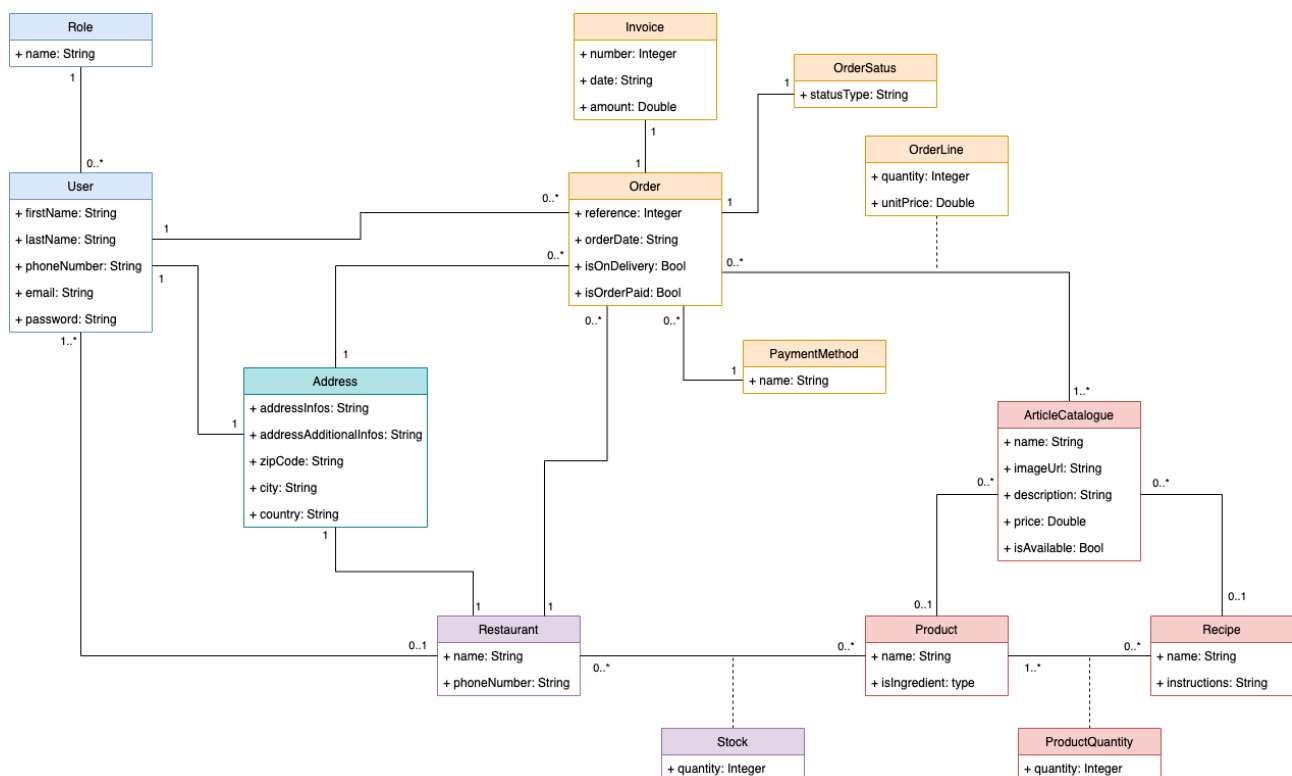 Role
+ name: String
1
0..*
User
+ firstName: String
+ lastName: String
+ phoneNumber: String
+ email: String
+ password: String
1
1
1..*
Invoice
+ number: Integer
+ date: String
+ amount: Double
1
1
OrderSatus
+ statusType: String
1
OrderLine
+ quantity: Integer
+ unitPrice: Double
Order
+ reference: Integer
+ orderDate: String
+ isOnDelivery: Bool
+ isOrderPaid: Bool
0..*
0..*
1
0..*
0..*
0..*
PaymentMethod
+ name: String
1
Address
+ addressInfos: String
+ addressAdditionalInfos: String
+ zipCode: String
+ city: String
+ country: String
1
1
1
ArticleCatalogue
+ name: String
+ imageUrl: String
+ description: String
+ price: Double
+ isAvailable: Bool
1..*
0..*
0..*
Restaurant
+ name: String
+ phoneNumber: String
1
1
0..1
0..*
Product
+ name: String
+ isIngredient: type
0..1
0..*
1..*
Recipe
+ name: String
+ instructions: String
0..1
0..*
Stock
+ quantity: Integer
ProductQuantity
+ quantity: Integer